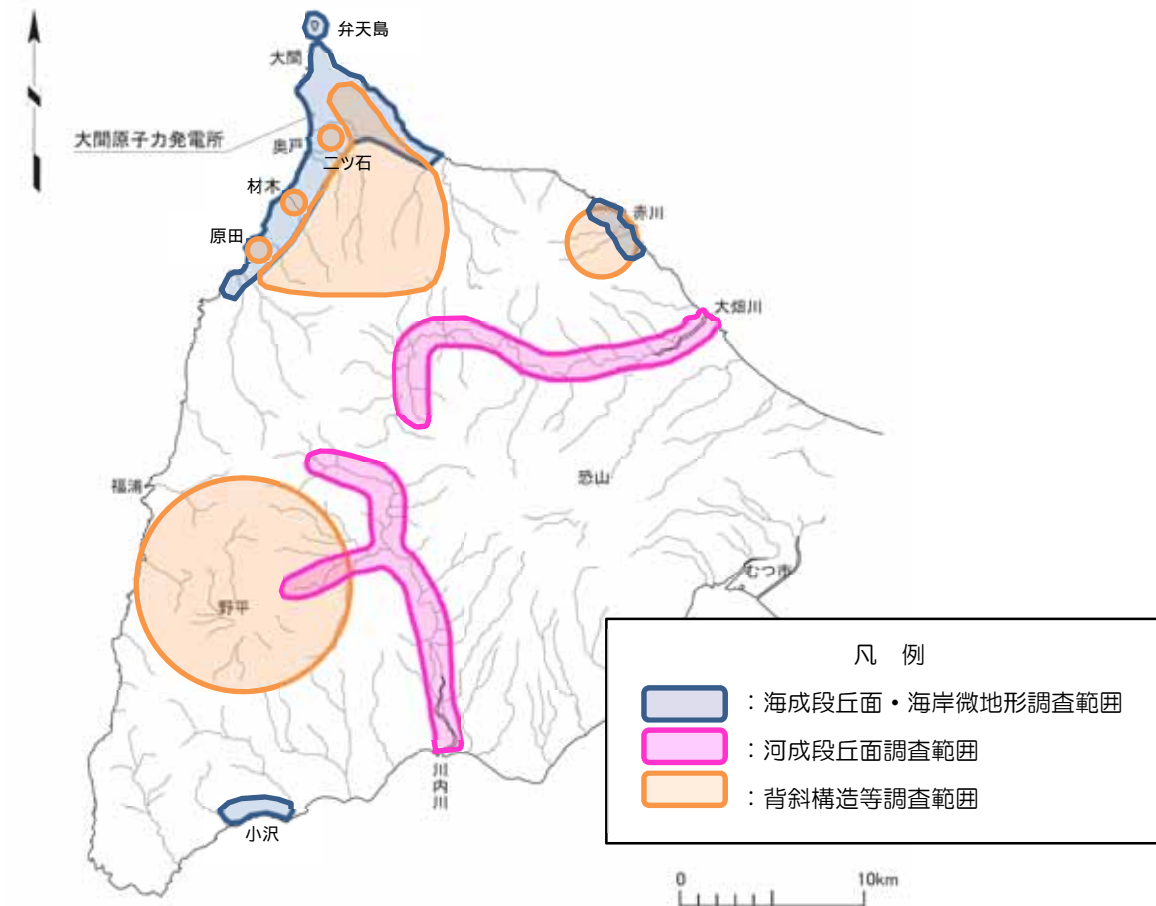 弁天島
大間
大間原子力発電所
奥戸
二ツ石
材木
原田
赤川
大畑川
恐山
福浦
野平
むつ市
川内川
小沢
凡 例
：海成段丘面・海岸微地形調査範囲
：河成段丘面調査範囲
：背斜構造等調査範囲
0 10km